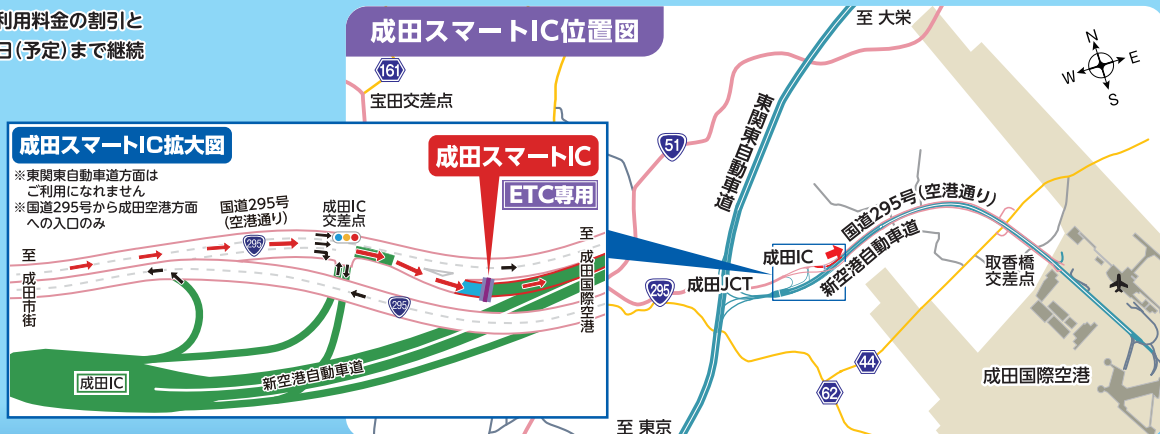 利用料金の割引と
日(予定)まで継続
成田スマートIC位置図
至 大栄
N
E
W
S
161
宝田交差点
51
東関東自動車道
国道295号(空港通り)
成田IC
新空港自動車道
成田JCT
295
取香橋
交差点
44
62
成田国際空港
至 東京
成田スマートIC拡大図
成田スマートIC
ETC専用
※東関東自動車道方面は
ご利用になれません
※国道295号から成田空港方面
への入口のみ
国道295号
(空港通り)
成田IC
交差点
295
至 成田市街
至 成田国際空港
295
新空港自動車道
成田IC